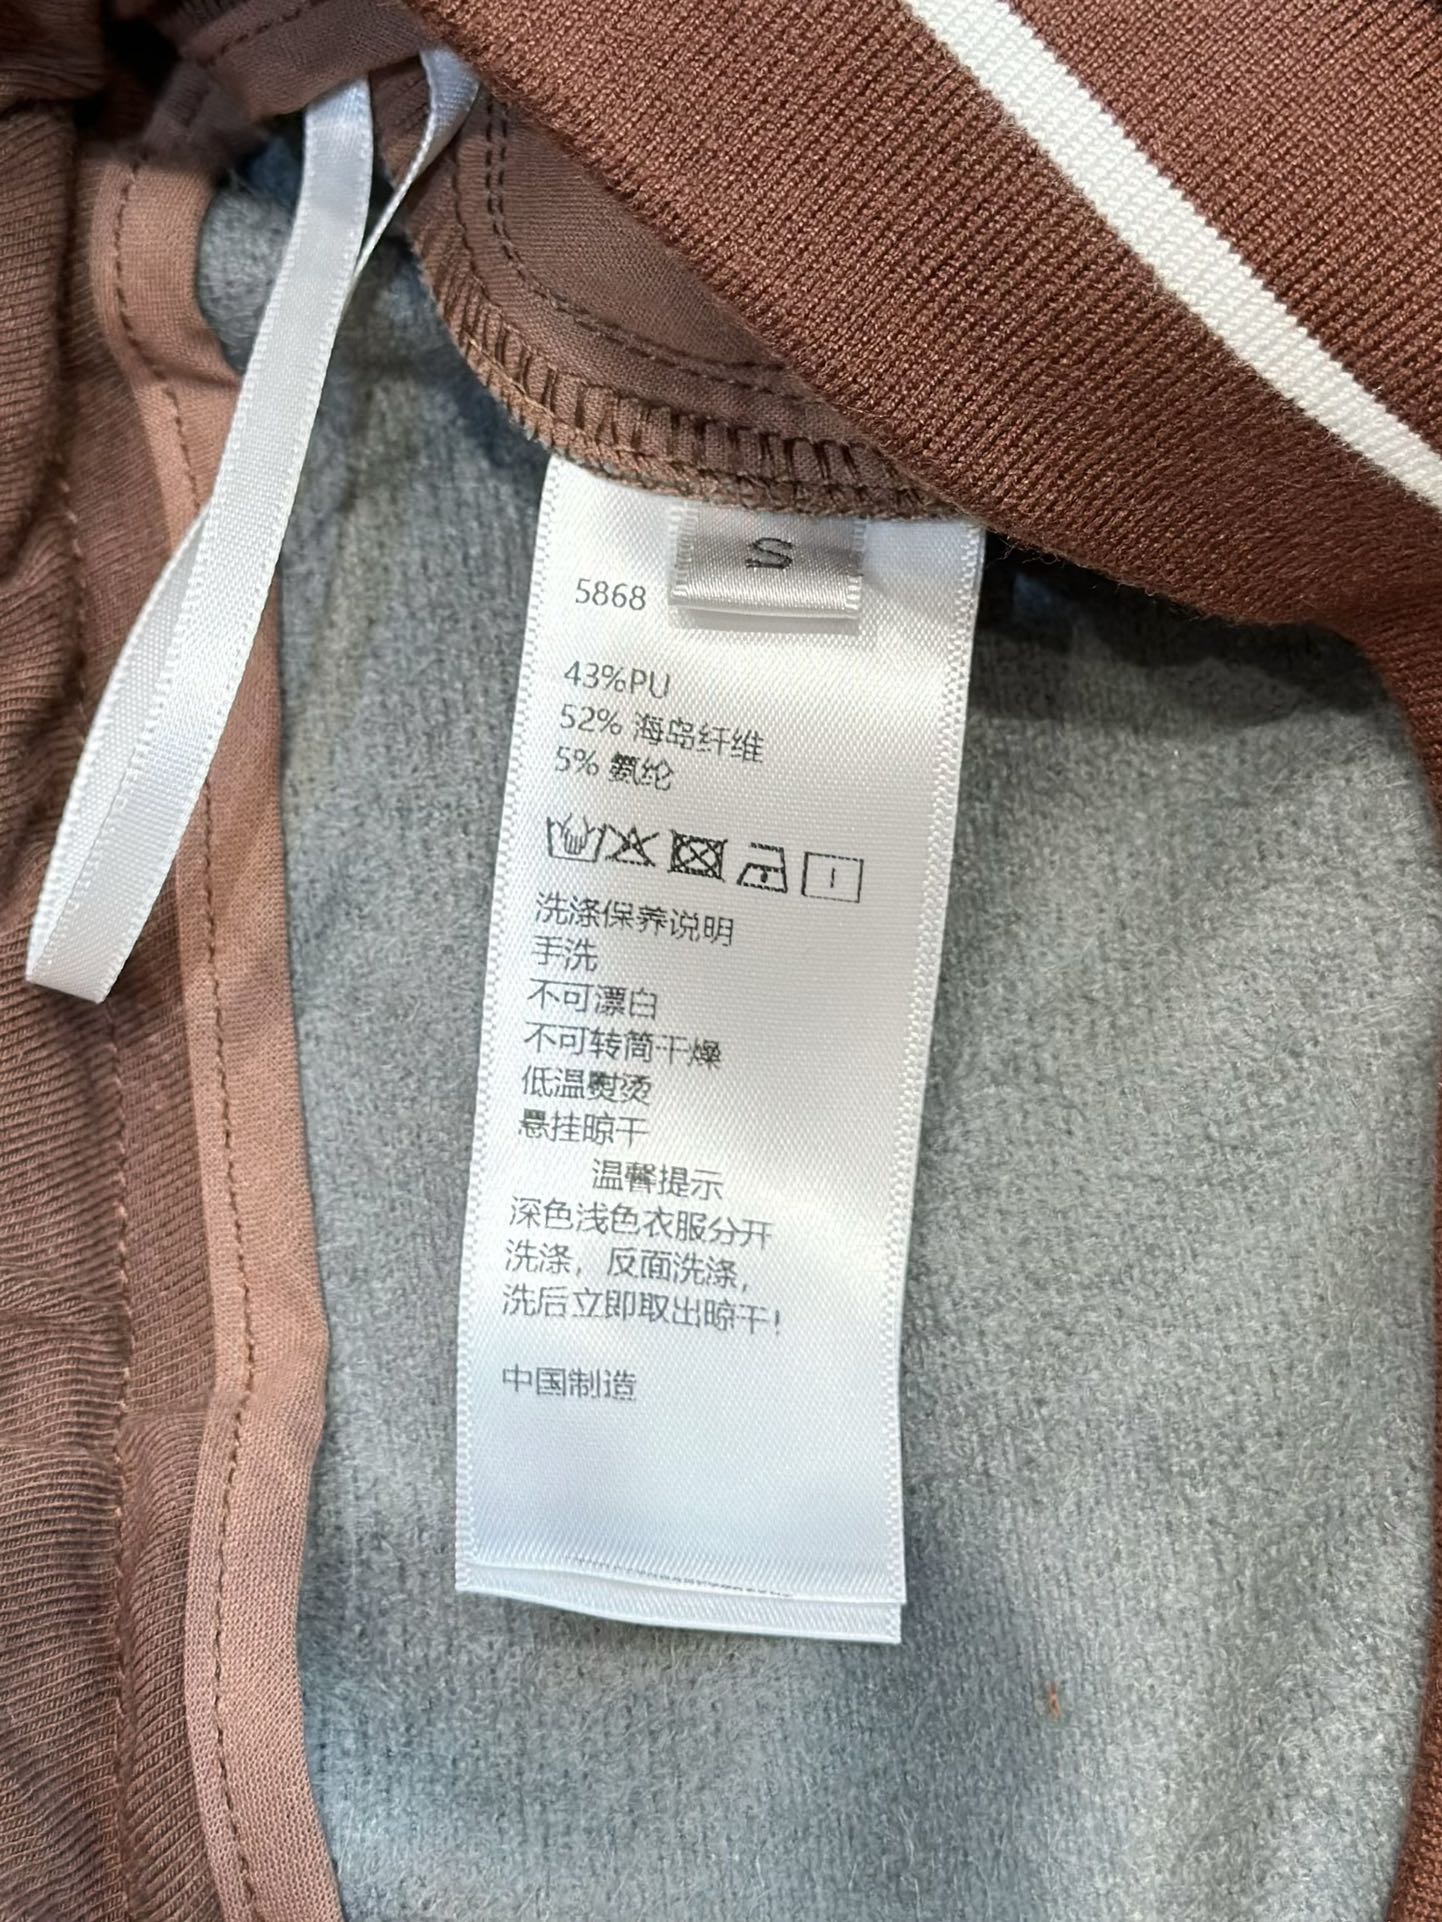 S
5868
43%PU
52% 海岛纤维
5% 氨纶
洗涤保养说明
手洗
不可漂白
不可转筒干燥
低温熨烫
悬挂晾干
温馨提示
深色浅色衣服分开
洗涤，反面洗涤，
洗后立即取出晾干！
中国制造